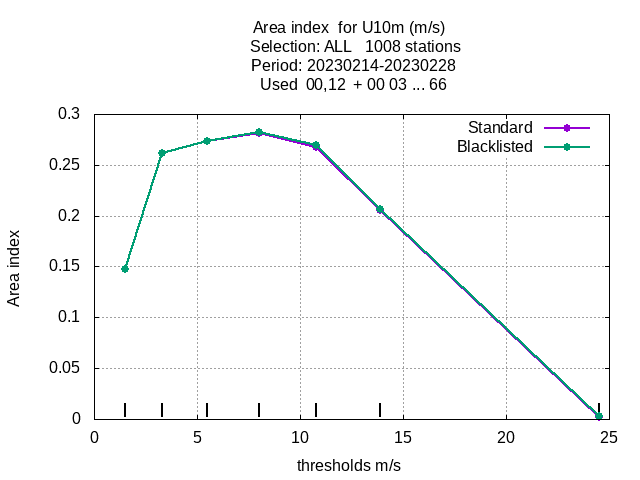 Area index  for U10m (m/s)
Selection: ALL   1008 stations
Period: 20230214-20230228
Used  00,12  + 00 03 ... 66
Standard
Blacklisted
0.3
0.25
0.2
0.15
0.1
0.05
0
Area index
0 5 10 15 20 25
thresholds m/s